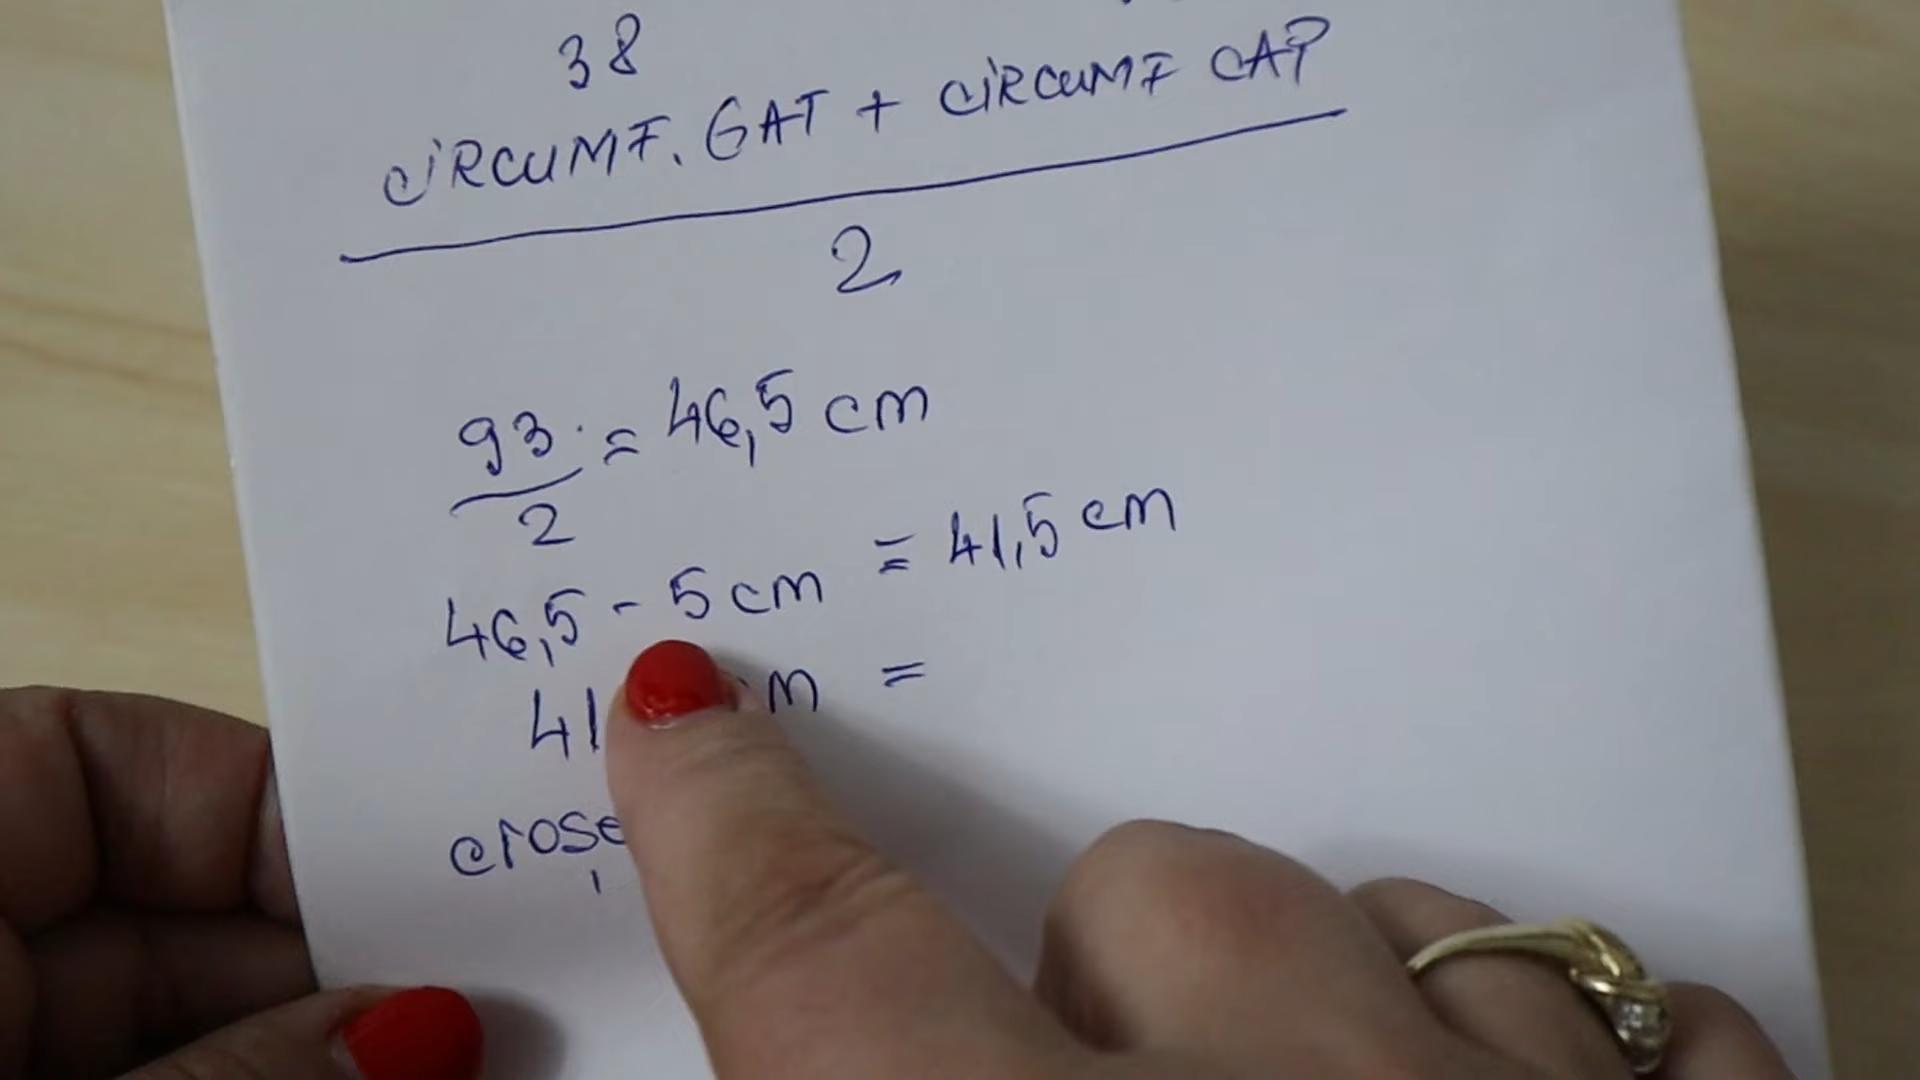 38
CIRCUMF. GAT + CIRCUMF CAP
2
93 = 46,5 cm
2
46,5 - 5 cm = 41,5 cm
41 =